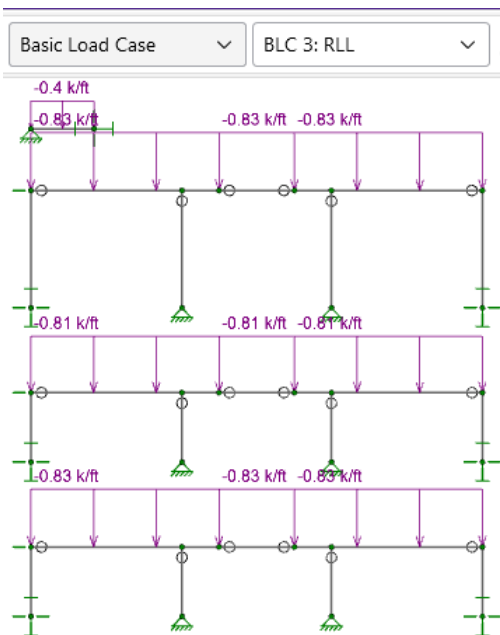 Basic Load Case BLC 3: RLL
-0.4 k/ft
-0.83 k/ft -0.83 k/ft -0.83 k/ft
-0.81 k/ft -0.81 k/ft -0.81 k/ft
-0.83 k/ft -0.83 k/ft -0.83 k/ft